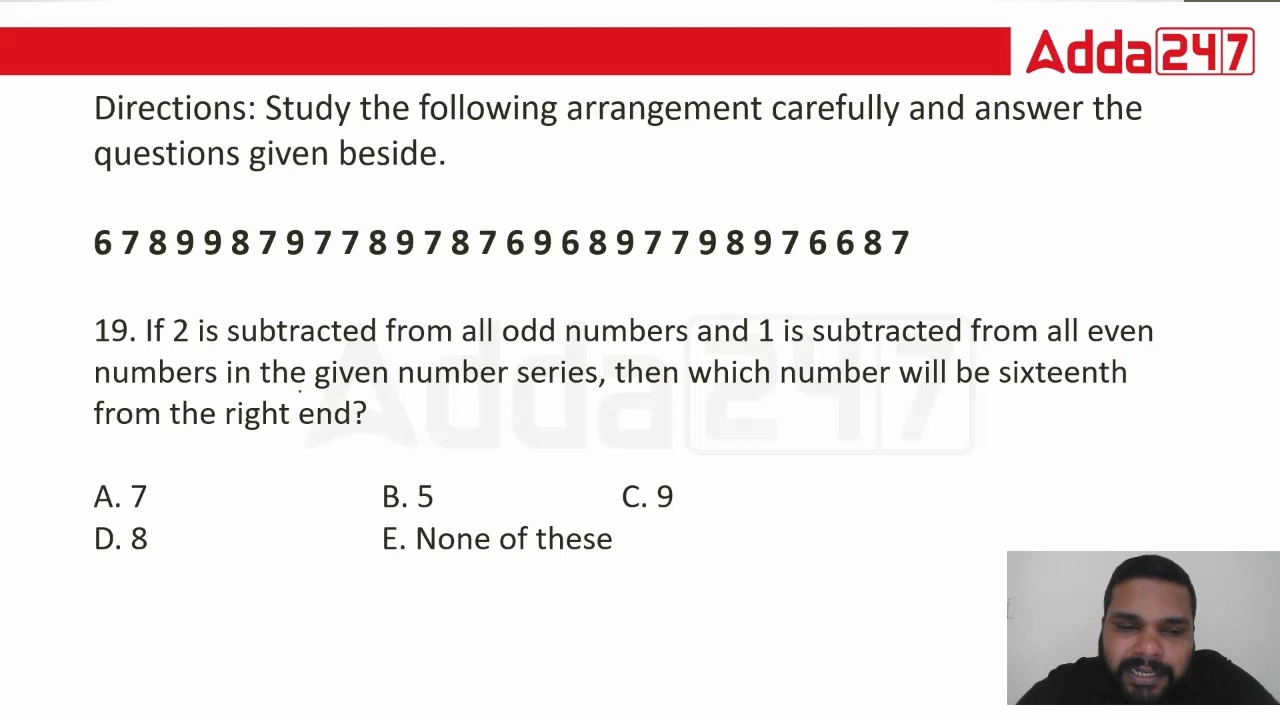 Adda247
Directions: Study the following arrangement carefully and answer the
questions given beside.
6 7 8 9 9 8 7 9 7 7 8 9 7 8 7 6 9 6 8 9 7 7 9 8 9 7 6 6 8 7
19. If 2 is subtracted from all odd numbers and 1 is subtracted from all even
numbers in the given number series, then which number will be sixteenth
from the right end?
Adda247
A. 7 B. 5 C. 9
D. 8 E. None of these